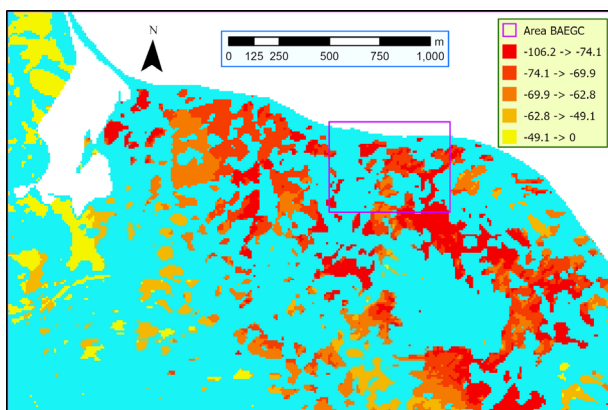 N
m
0 125 250 500 750 1,000
Area BAEGC
-106.2 -> -74.1
-74.1 -> -69.9
-69.9 -> -62.8
-62.8 -> -49.1
-49.1 -> 0